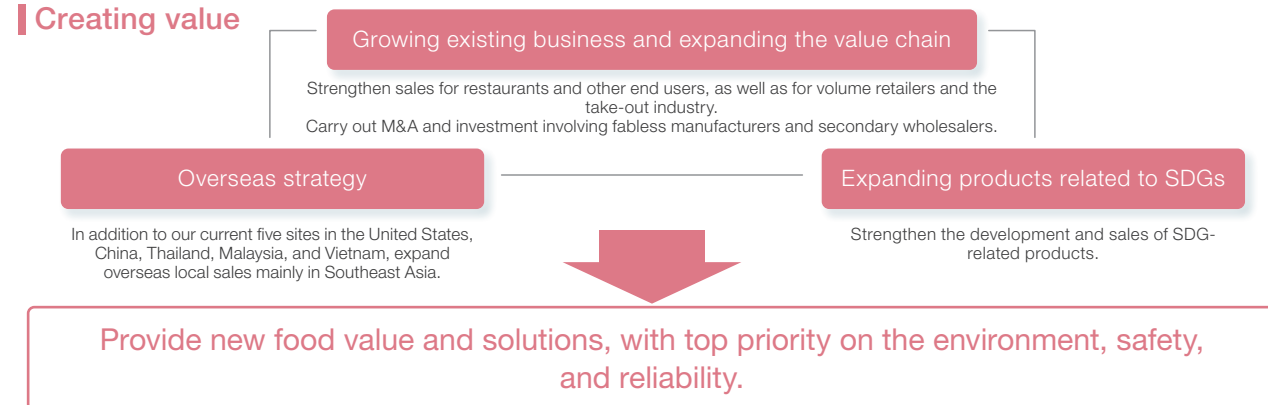 Creating value
Growing existing business and expanding the value chain
Strengthen sales for restaurants and other end users, as well as for volume retailers and the
take-out industry.
Carry out M&A and investment involving fabless manufacturers and secondary wholesalers.
Overseas strategy
In addition to our current five sites in the United States,
China, Thailand, Malaysia, and Vietnam, expand
overseas local sales mainly in Southeast Asia.
Expanding products related to SDGs
Strengthen the development and sales of SDG-
related products.
Provide new food value and solutions, with top priority on the environment, safety,
and reliability.